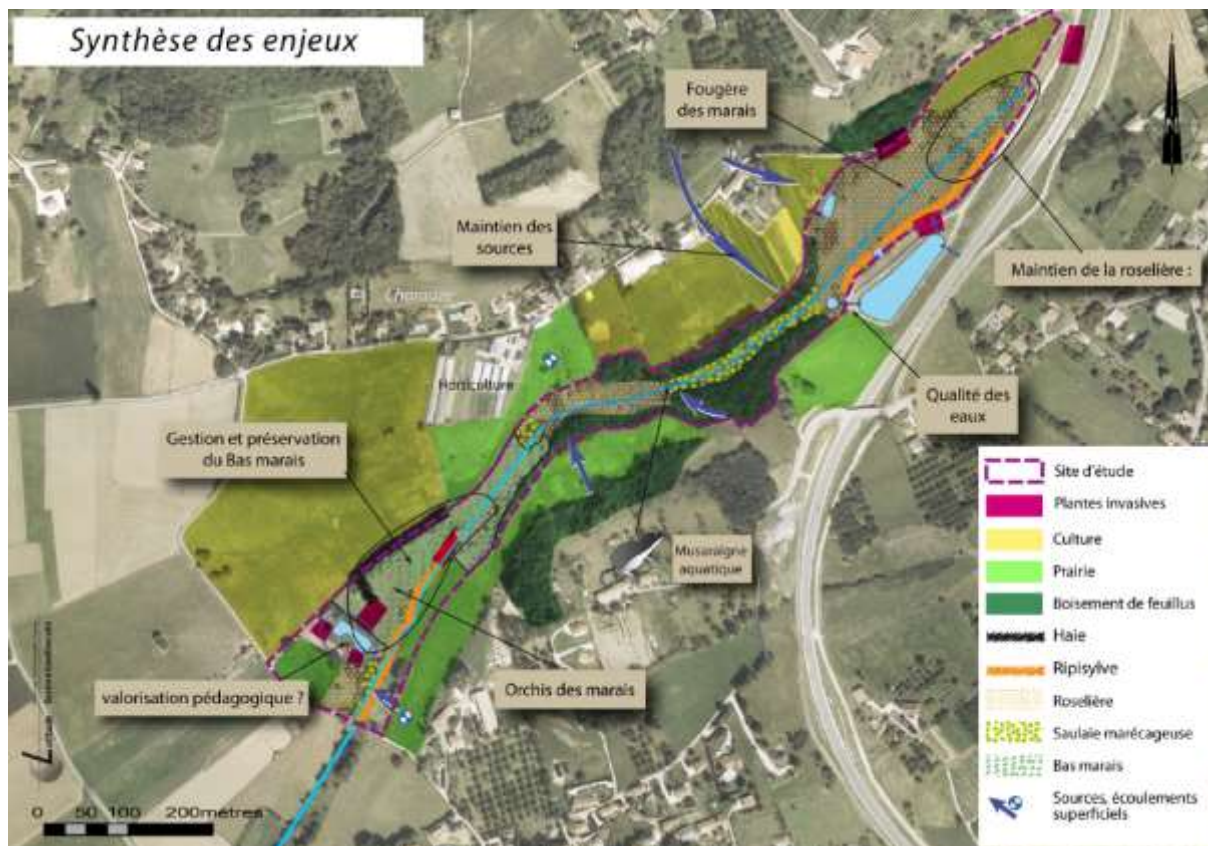 Synthèse des enjeux
Fougère
des marais
Maintien des
sources
Maintien de la roselière :
Horticulture
Qualité des
eaux
Gestion et préservation
du Bas marais
Musaraigne
aquatique
valorisation pédagogique ?
Orchis des marais
0 50 100 200mètres
Site d'étude
Plantes invasives
Culture
Prairie
Boisement de feuillus
Haie
Ripisylve
Roselière
Saulaie marécageuse
Bas marais
Sources, écoulements
superficiels